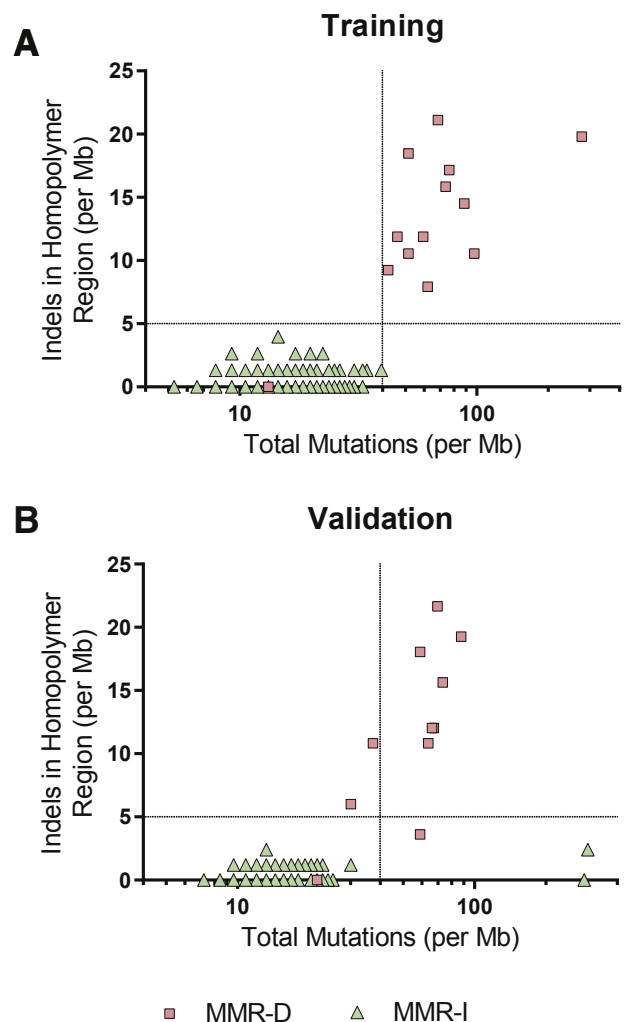 A
Training
Indels in Homopolymer
Region (per Mb)
25
20
15
10
5
0
10
100
Total Mutations (per Mb)
B
Validation
Indels in Homopolymer
Region (per Mb)
25
20
15
10
5
0
10
100
Total Mutations (per Mb)
MMR-D
MMR-I